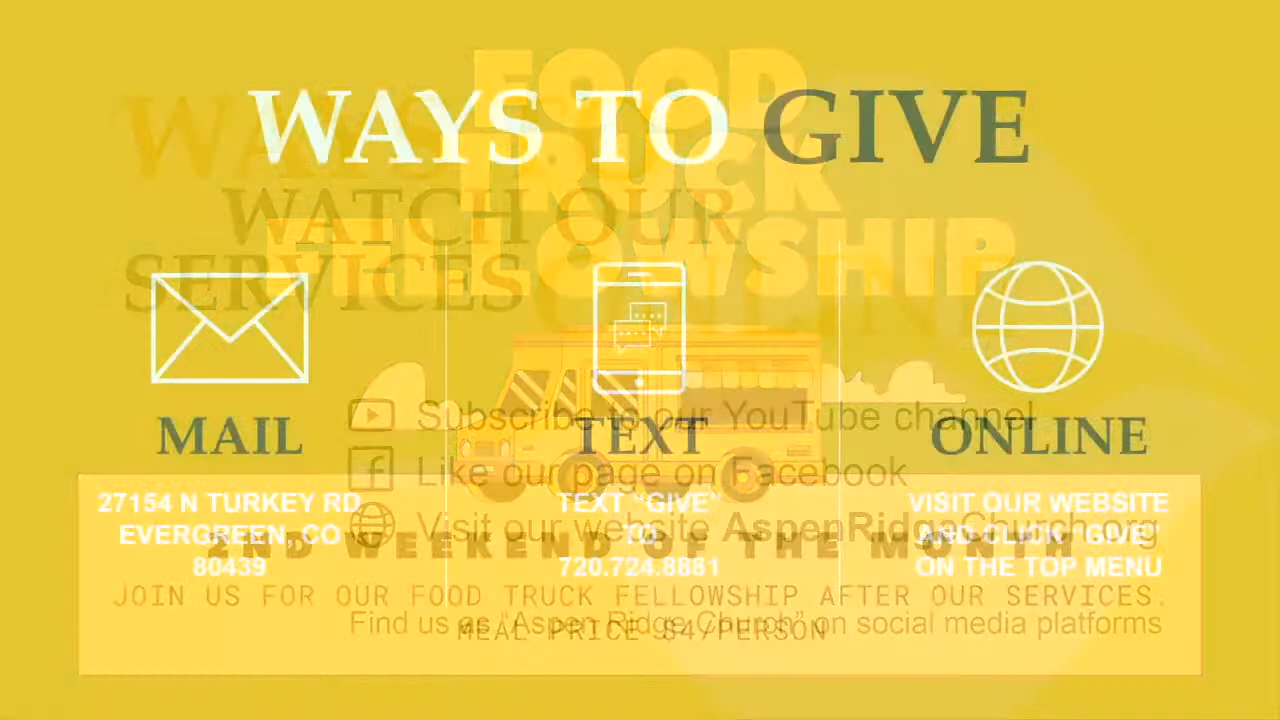 FOOD
TRUCK
FELLOWSHIP
WAYS TO GIVE
WAYS TO
WATCH OUR
SERVICES
ONLINE
MAIL
TEXT
ONLINE
Subscribe to our YouTube channel
Like our page on Facebook
Visit our website AspenRidgeChurch.org
27154 N TURKEY RD
EVERGREEN, CO
80439
TEXT “GIVE”
TO
720.724.8881
VISIT OUR WEBSITE
AND CLICK "GIVE"
ON THE TOP MENU
2ND WEEKEND OF THE MONTH
JOIN US FOR OUR FOOD TRUCK FELLOWSHIP AFTER OUR SERVICES.
MEAL PRICE $4/PERSON
Find us as “Aspen Ridge Church” on social media platforms